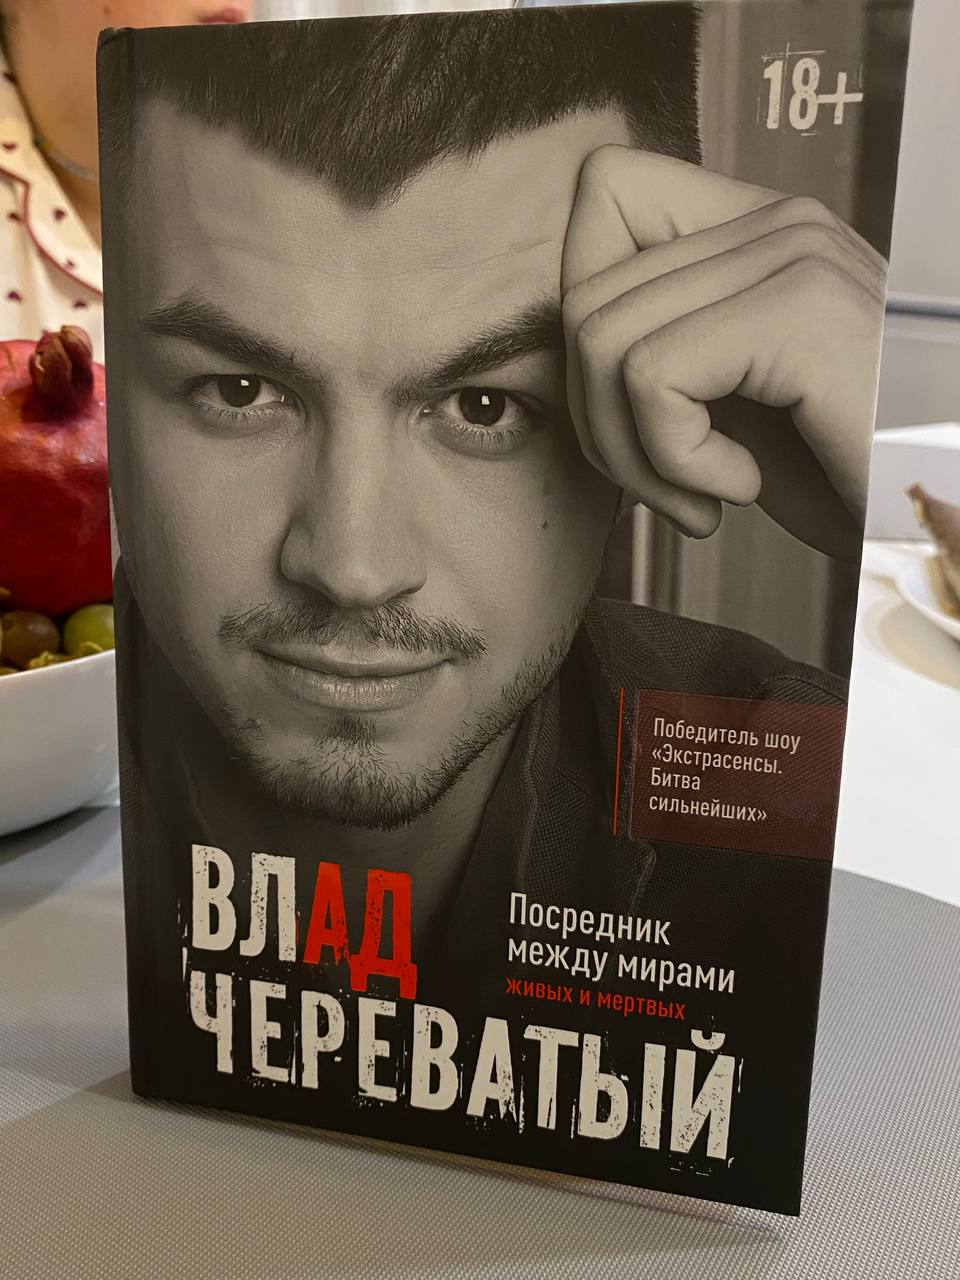 18+
Победитель шоу
«Экстрасенсы.
Битва
сильнейших»
ВЛАД
ЧЕРЕВАТЫЙ
Посредник
между мирами
живых и мертвых